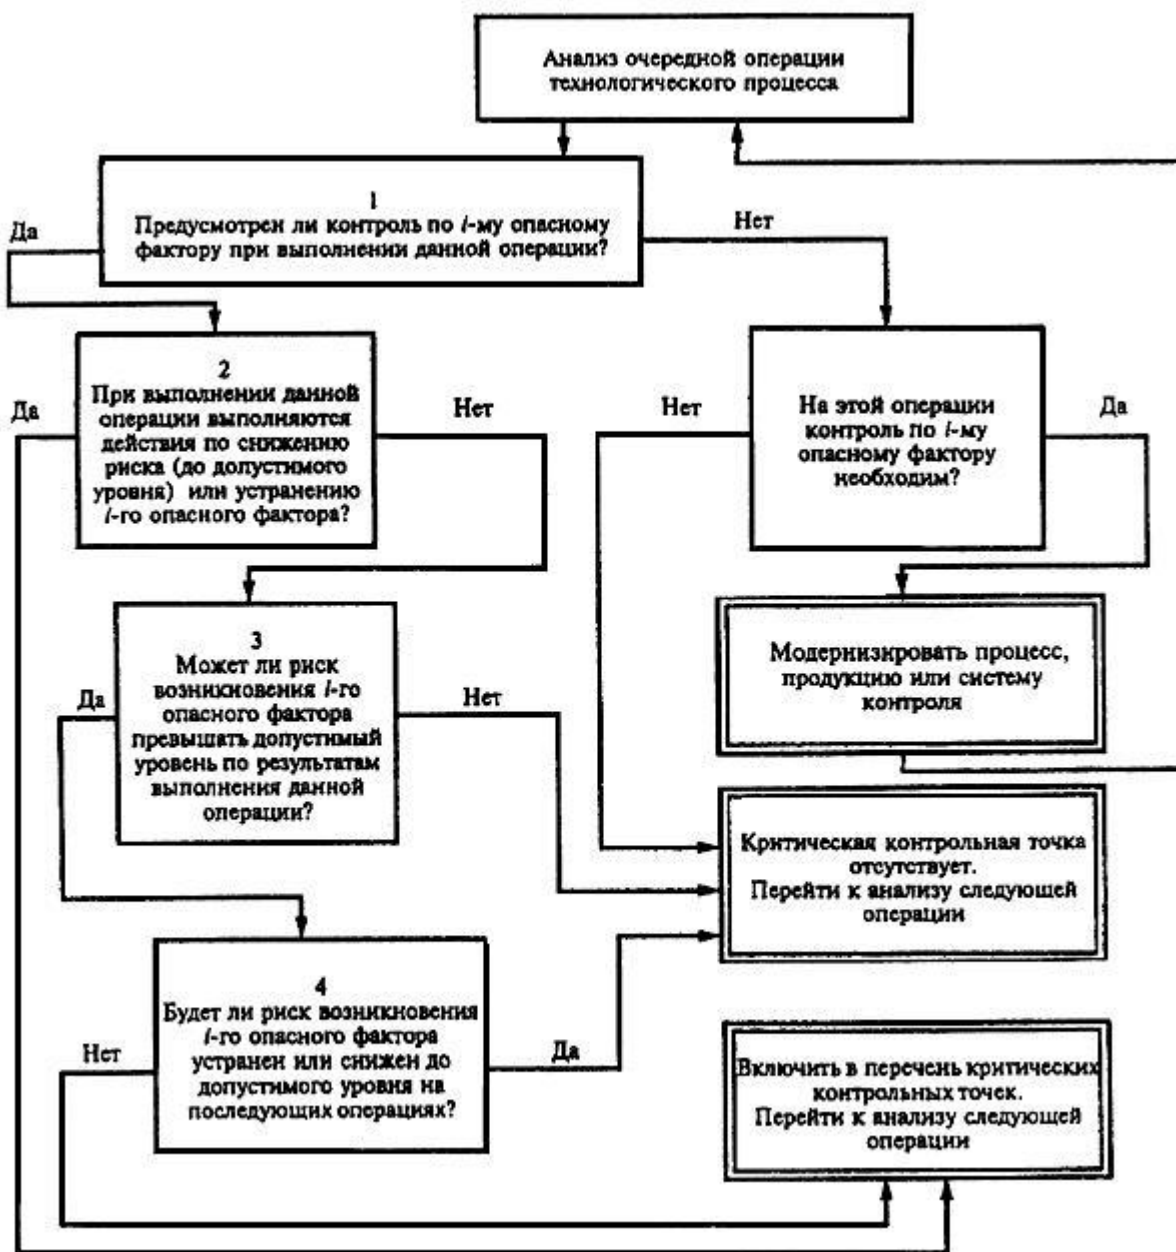 Анализ очередной операции
технологического процесса
1
Предусмотрен ли контроль по i-му опасному
фактору при выполнении данной операции?
Да
Нет
2
При выполнении данной
операции выполняются
действия по снижению
риска (до допустимого
уровня) или устранению
i-го опасного фактора?
Да
Нет
На этой операции
контроль по i-му
опасному фактору
необходим?
Нет
Да
3
Может ли риск
возникновения i-го
опасного фактора
превышать допустимый
уровень по результатам
выполнения данной
операции?
Да
Нет
Модернизировать процесс,
продукцию или систему
контроля
Критическая контрольная точка
отсутствует.
Перейти к анализу следующей
операции
4
Будет ли риск возникновения
i-го опасного фактора
устранен или снижен до
допустимого уровня на
последующих операциях?
Нет
Да
Включить в перечень критических
контрольных точек.
Перейти к анализу следующей
операции